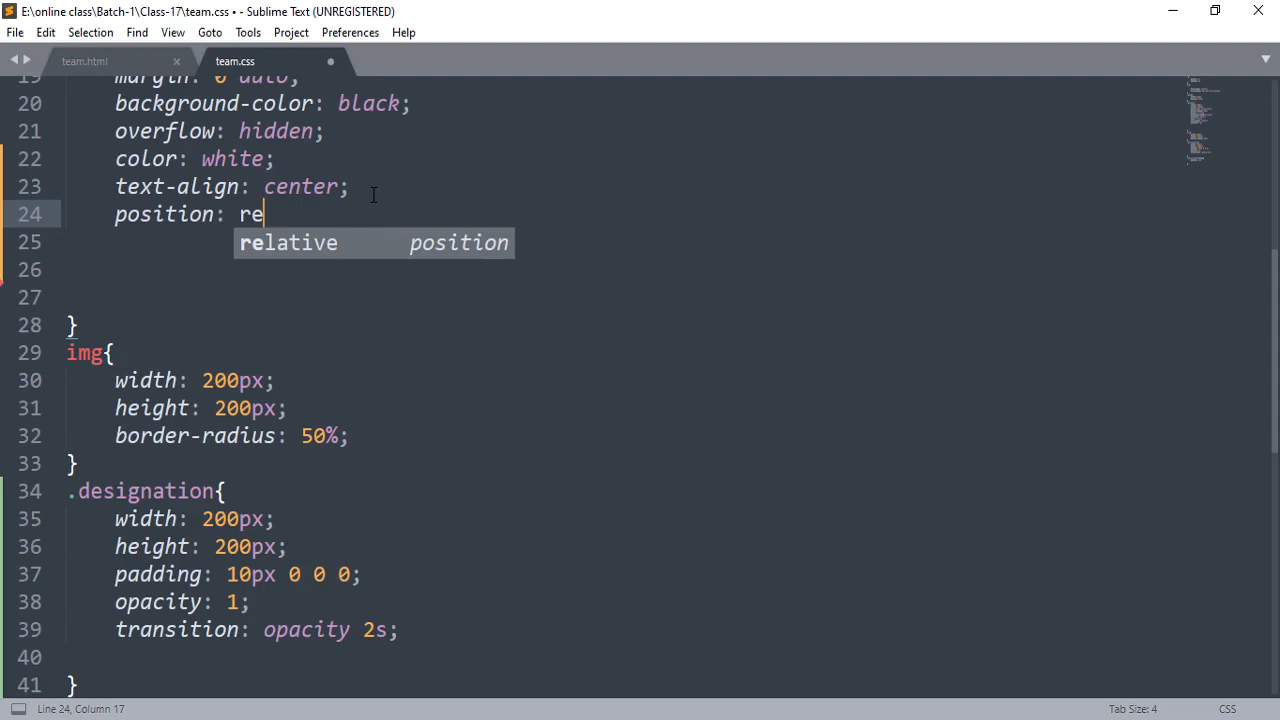 E:\online class\Batch-1\Class-17\team.css • - Sublime Text (UNREGISTERED)
File Edit Selection Find View Goto Tools Project Preferences Help
team.html × team.css
19 margin: 0 auto;
20 background-color: black;
21 overflow: hidden;
22 color: white;
23 text-align: center;
24 position: re
25 relative position
26
27
28 }
29 img{
30 width: 200px;
31 height: 200px;
32 border-radius: 50%;
33 }
34 .designation{
35 width: 200px;
36 height: 200px;
37 padding: 10px 0 0 0;
38 opacity: 1;
39 transition: opacity 2s;
40
41 }
Line 24, Column 17 Tab Size: 4 CSS